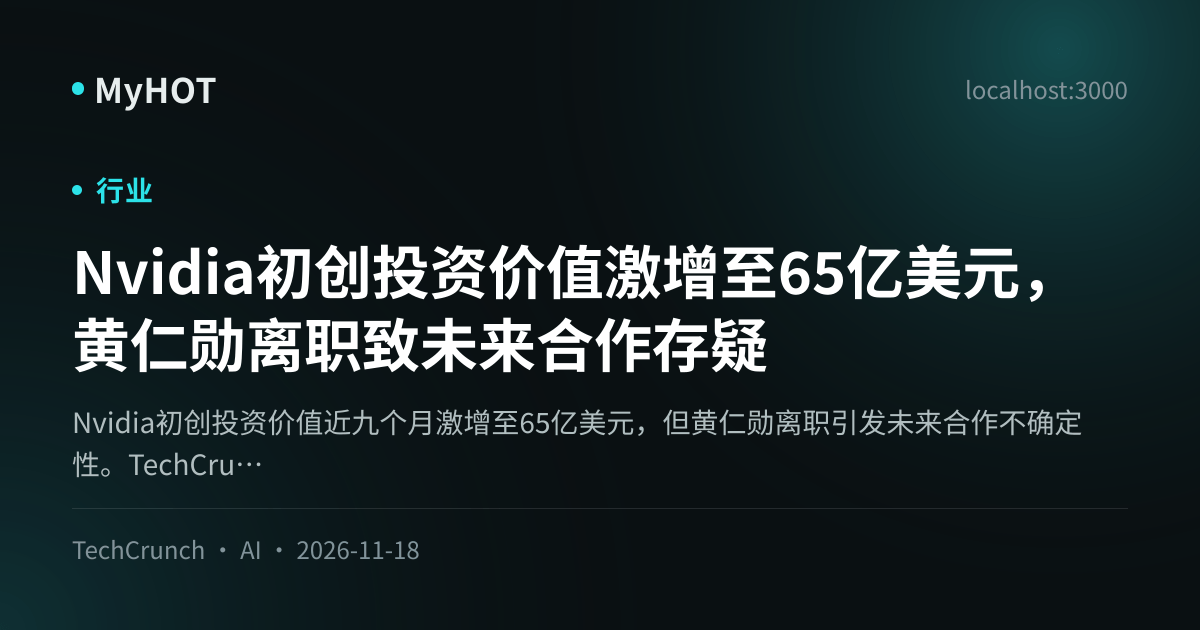 MyHOT
localhost:3000
行业
Nvidia初创投资价值激增至65亿美元，
黄仁勋离职致未来合作存疑
Nvidia初创投资价值近九个月激增至65亿美元，但黄仁勋离职引发未来合作不确定
性。TechCru…
TechCrunch · AI · 2026-11-18